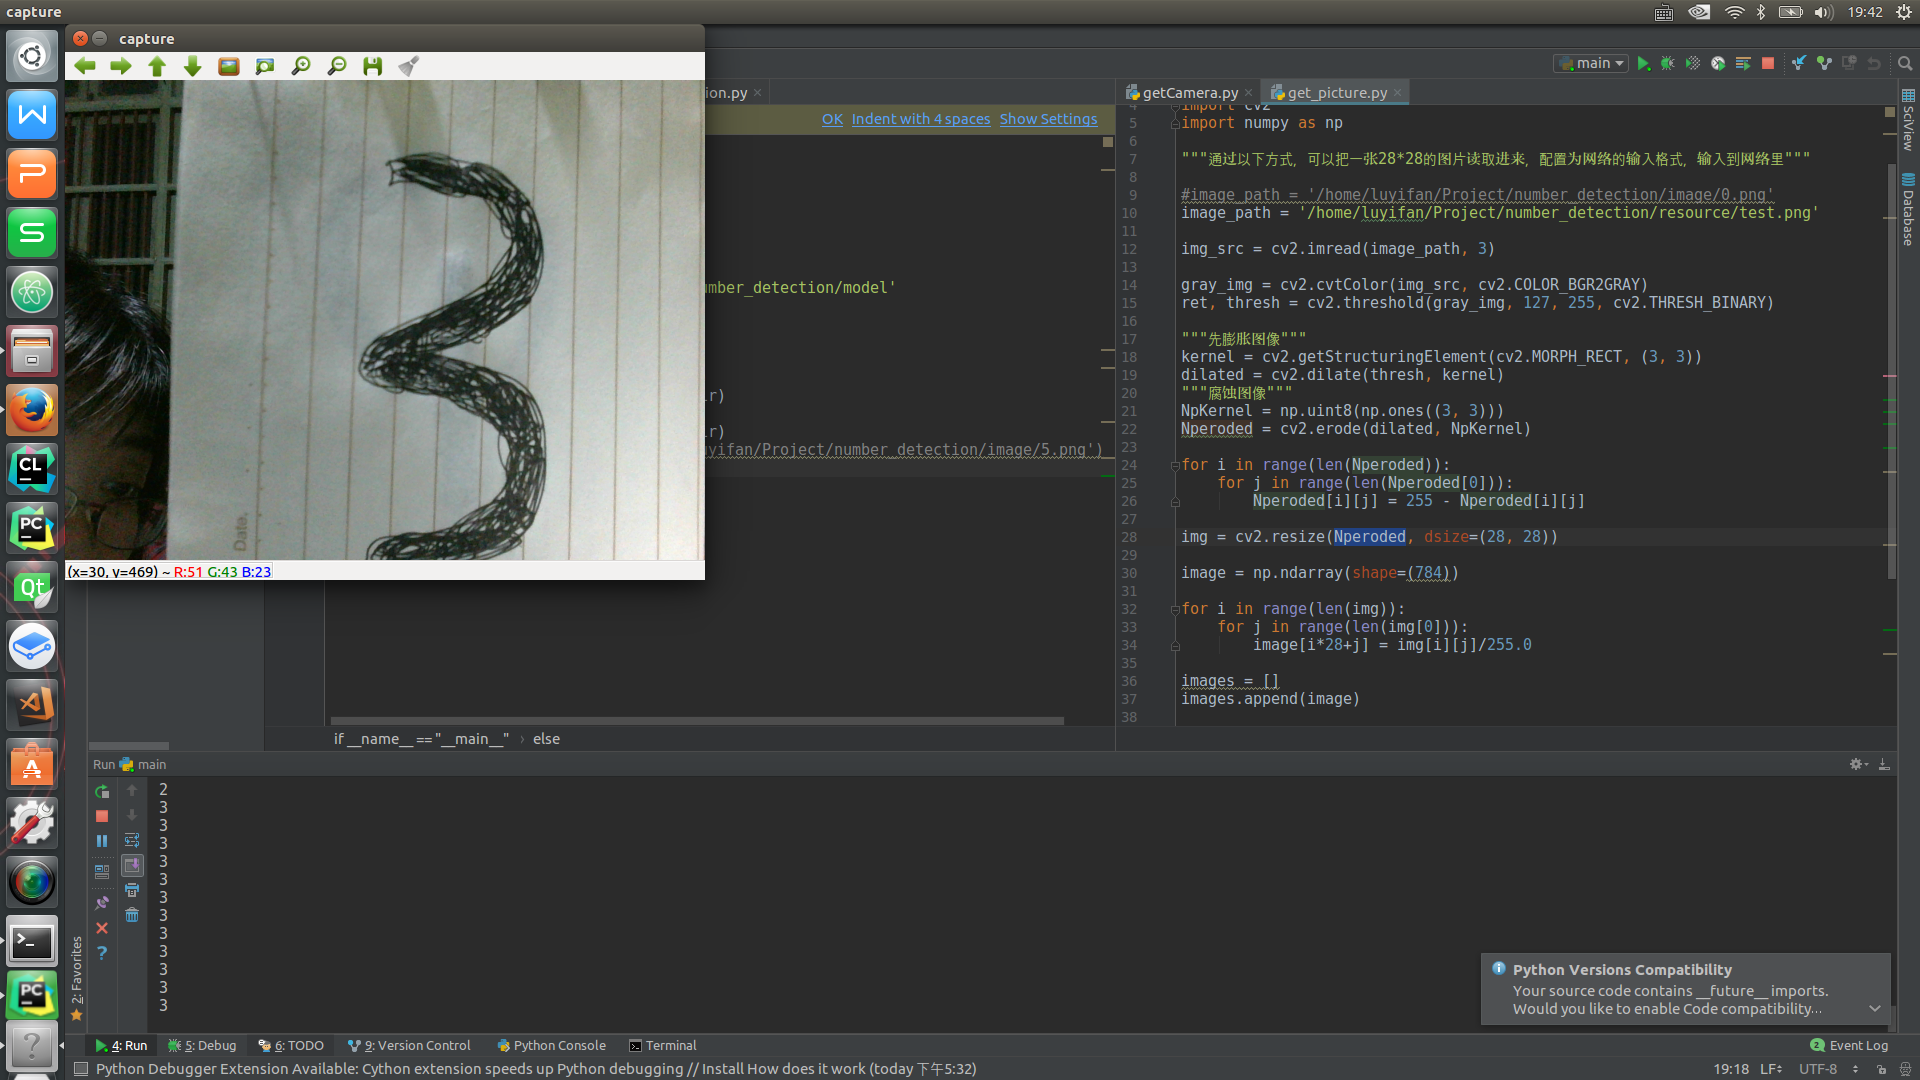 capture
19:42
capture
(x=30, y=469) ~ R:51 G:43 B:23
Date.
3
ion.py
OK Indent with 4 spaces Show Settings
umber_detection/model'
ir)
ir)
uyifan/Project/number_detection/image/5.png')
if __name__ == "__main__" › else
main
getCamera.py
get_picture.py
4 import cv2
5 import numpy as np
6
7 """通过以下方式，可以把一张28*28的图片读取进来，配置为网络的输入格式，输入到网络里"""
8
9 #image_path = '/home/luyifan/Project/number_detection/image/0.png'
10 image_path = '/home/luyifan/Project/number_detection/resource/test.png'
11
12 img_src = cv2.imread(image_path, 3)
13
14 gray_img = cv2.cvtColor(img_src, cv2.COLOR_BGR2GRAY)
15 ret, thresh = cv2.threshold(gray_img, 127, 255, cv2.THRESH_BINARY)
16
17 """先膨胀图像"""
18 kernel = cv2.getStructuringElement(cv2.MORPH_RECT, (3, 3))
19 dilated = cv2.dilate(thresh, kernel)
20 """腐蚀图像"""
21 NpKernel = np.uint8(np.ones((3, 3)))
22 Nperoded = cv2.erode(dilated, NpKernel)
23
24 for i in range(len(Nperoded)):
25 for j in range(len(Nperoded[0])):
26 Nperoded[i][j] = 255 - Nperoded[i][j]
27
28 img = cv2.resize(Nperoded, dsize=(28, 28))
29
30 image = np.ndarray(shape=(784))
31
32 for i in range(len(img)):
33 for j in range(len(img[0])):
34 image[i*28+j] = img[i][j]/255.0
35
36 images = []
37 images.append(image)
38
SciView
Database
Run main
2
3
3
3
3
3
3
3
3
3
3
3
3
2: Favorites
Python Versions Compatibility
Your source code contains __future__ imports.
Would you like to enable Code compatibility...
4: Run 5: Debug 6: TODO 9: Version Control Python Console Terminal
2 Event Log
Python Debugger Extension Available: Cython extension speeds up Python debugging // Install How does it work (today 下午5:32)
19:18 LF UTF-8
W
P
S
CL
PC
Qt
A
>_
PC
?